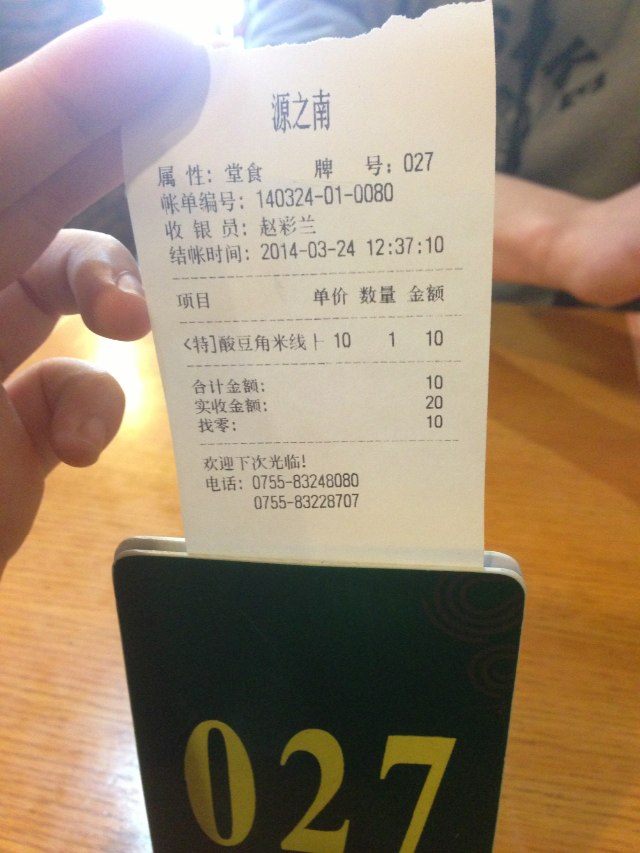 源之南
属 性: 堂食 牌 号: 027
帐单编号: 140324-01-0080
收 银 员: 赵彩兰
结帐时间: 2014-03-24 12:37:10
项目 单价 数量 金额
<特]酸豆角米线 10 1 10
合计金额: 10
实收金额: 20
找零: 10
欢迎下次光临!
电话: 0755-83248080
0755-83228707
027